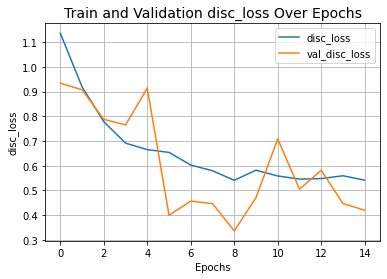 Train and Validation disc_loss Over Epochs
disc_loss
val_disc_loss
1.1
1.0
0.9
0.8
0.7
0.6
0.5
0.4
0.3
disc_loss
0 2 4 6 8 10 12 14
Epochs